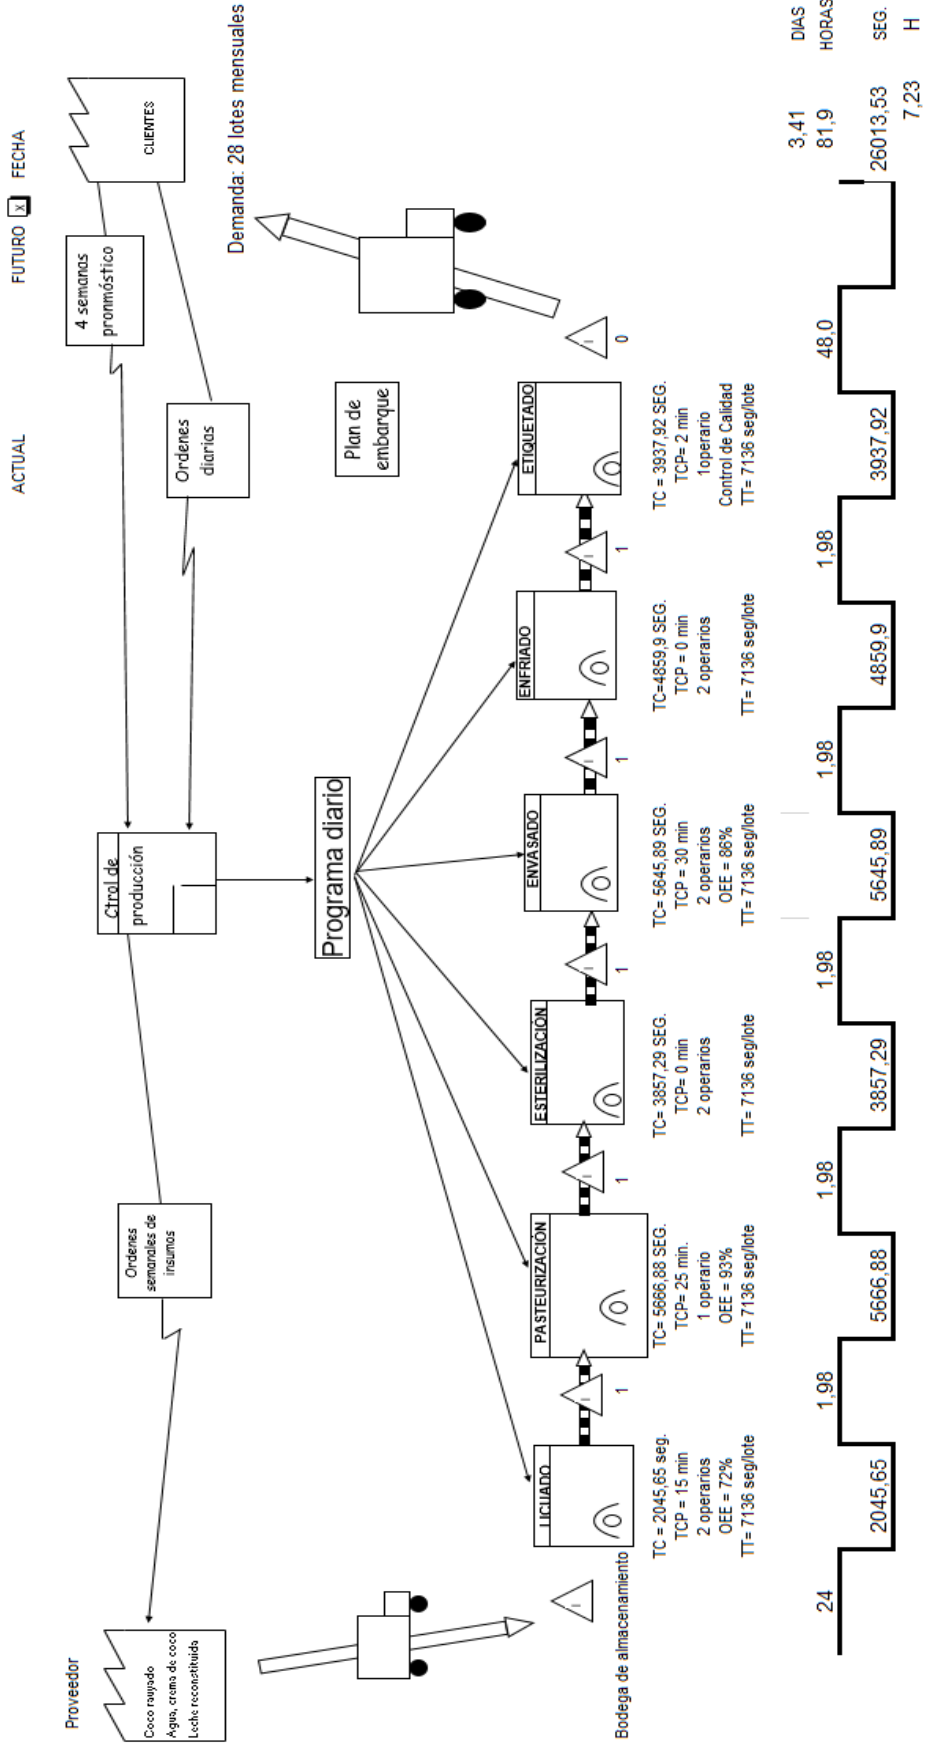 ACTUAL
FUTURO x FECHA
Proveedor
Coco rayado
Agua, crema de coco
Leche reconstituida
Ordenes
semanales de
insumos
Ctrol de
producción
4 semanas
pronmóstico
Ordenes
diarias
CLIENTES
Demanda: 28 lotes mensuales
Programa diario
Plan de
embarque
Bodega de almacenamiento
I
LICUADO
TC = 2045,65 seg.
TCP = 15 min
2 operarios
OEE = 72%
TT= 7136 seg/lote
I
1
PASTEURIZACIÓN
TC= 5666,88 SEG.
TCP= 25 min.
1 operario
OEE = 93%
TT= 7136 seg/lote
I
1
ESTERILIZACIÓN
TC= 3857,29 SEG.
TCP= 0 min
2 operarios
TT= 7136 seg/lote
I
1
ENVASADO
TC= 5645,89 SEG.
TCP = 30 min
2 operarios
OEE = 86%
TT= 7136 seg/lote
I
1
ENFRIADO
TC=4859,9 SEG.
TCP = 0 min
2 operarios
TT= 7136 seg/lote
I
1
ETIQUETADO
TC = 3937,92 SEG.
TCP= 2 min
1operario
Control de Calidad
TT= 7136 seg/lote
I
0
24
2045,65
1,98
5666,88
1,98
3857,29
1,98
5645,89
1,98
4859,9
1,98
3937,92
48,0
3,41 DIAS
81,9 HORAS
26013,53 SEG.
7,23 H